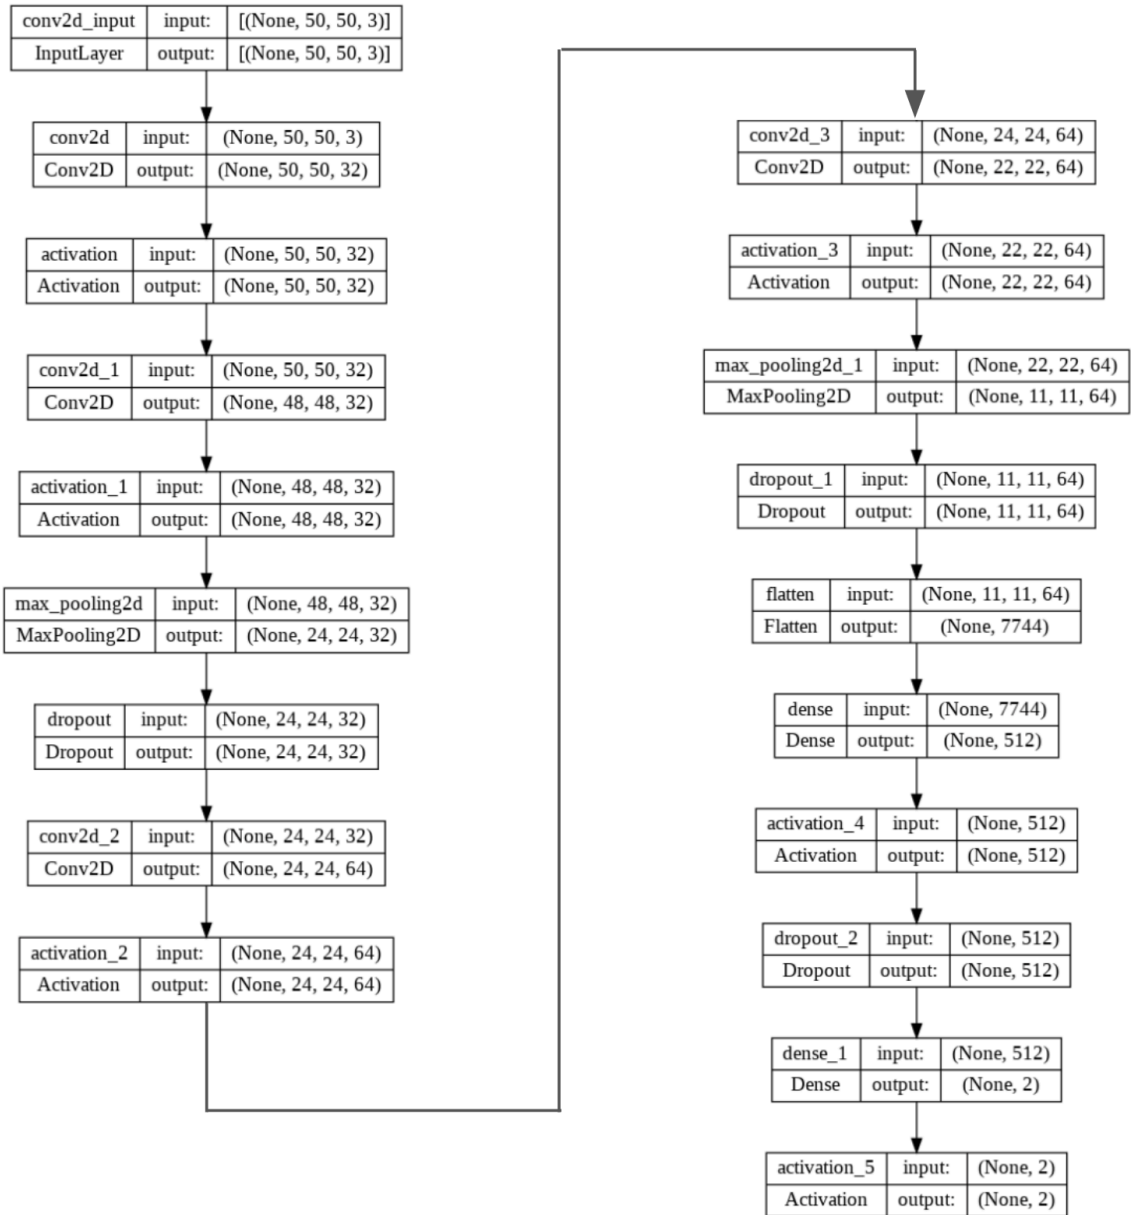 conv2d_input input: [(None, 50, 50, 3)]
InputLayer output: [(None, 50, 50, 3)]
conv2d input: (None, 50, 50, 3)
Conv2D output: (None, 50, 50, 32)
activation input: (None, 50, 50, 32)
Activation output: (None, 50, 50, 32)
conv2d_1 input: (None, 50, 50, 32)
Conv2D output: (None, 48, 48, 32)
activation_1 input: (None, 48, 48, 32)
Activation output: (None, 48, 48, 32)
max_pooling2d input: (None, 48, 48, 32)
MaxPooling2D output: (None, 24, 24, 32)
dropout input: (None, 24, 24, 32)
Dropout output: (None, 24, 24, 32)
conv2d_2 input: (None, 24, 24, 32)
Conv2D output: (None, 24, 24, 64)
activation_2 input: (None, 24, 24, 64)
Activation output: (None, 24, 24, 64)
conv2d_3 input: (None, 24, 24, 64)
Conv2D output: (None, 22, 22, 64)
activation_3 input: (None, 22, 22, 64)
Activation output: (None, 22, 22, 64)
max_pooling2d_1 input: (None, 22, 22, 64)
MaxPooling2D output: (None, 11, 11, 64)
dropout_1 input: (None, 11, 11, 64)
Dropout output: (None, 11, 11, 64)
flatten input: (None, 11, 11, 64)
Flatten output: (None, 7744)
dense input: (None, 7744)
Dense output: (None, 512)
activation_4 input: (None, 512)
Activation output: (None, 512)
dropout_2 input: (None, 512)
Dropout output: (None, 512)
dense_1 input: (None, 512)
Dense output: (None, 2)
activation_5 input: (None, 2)
Activation output: (None, 2)